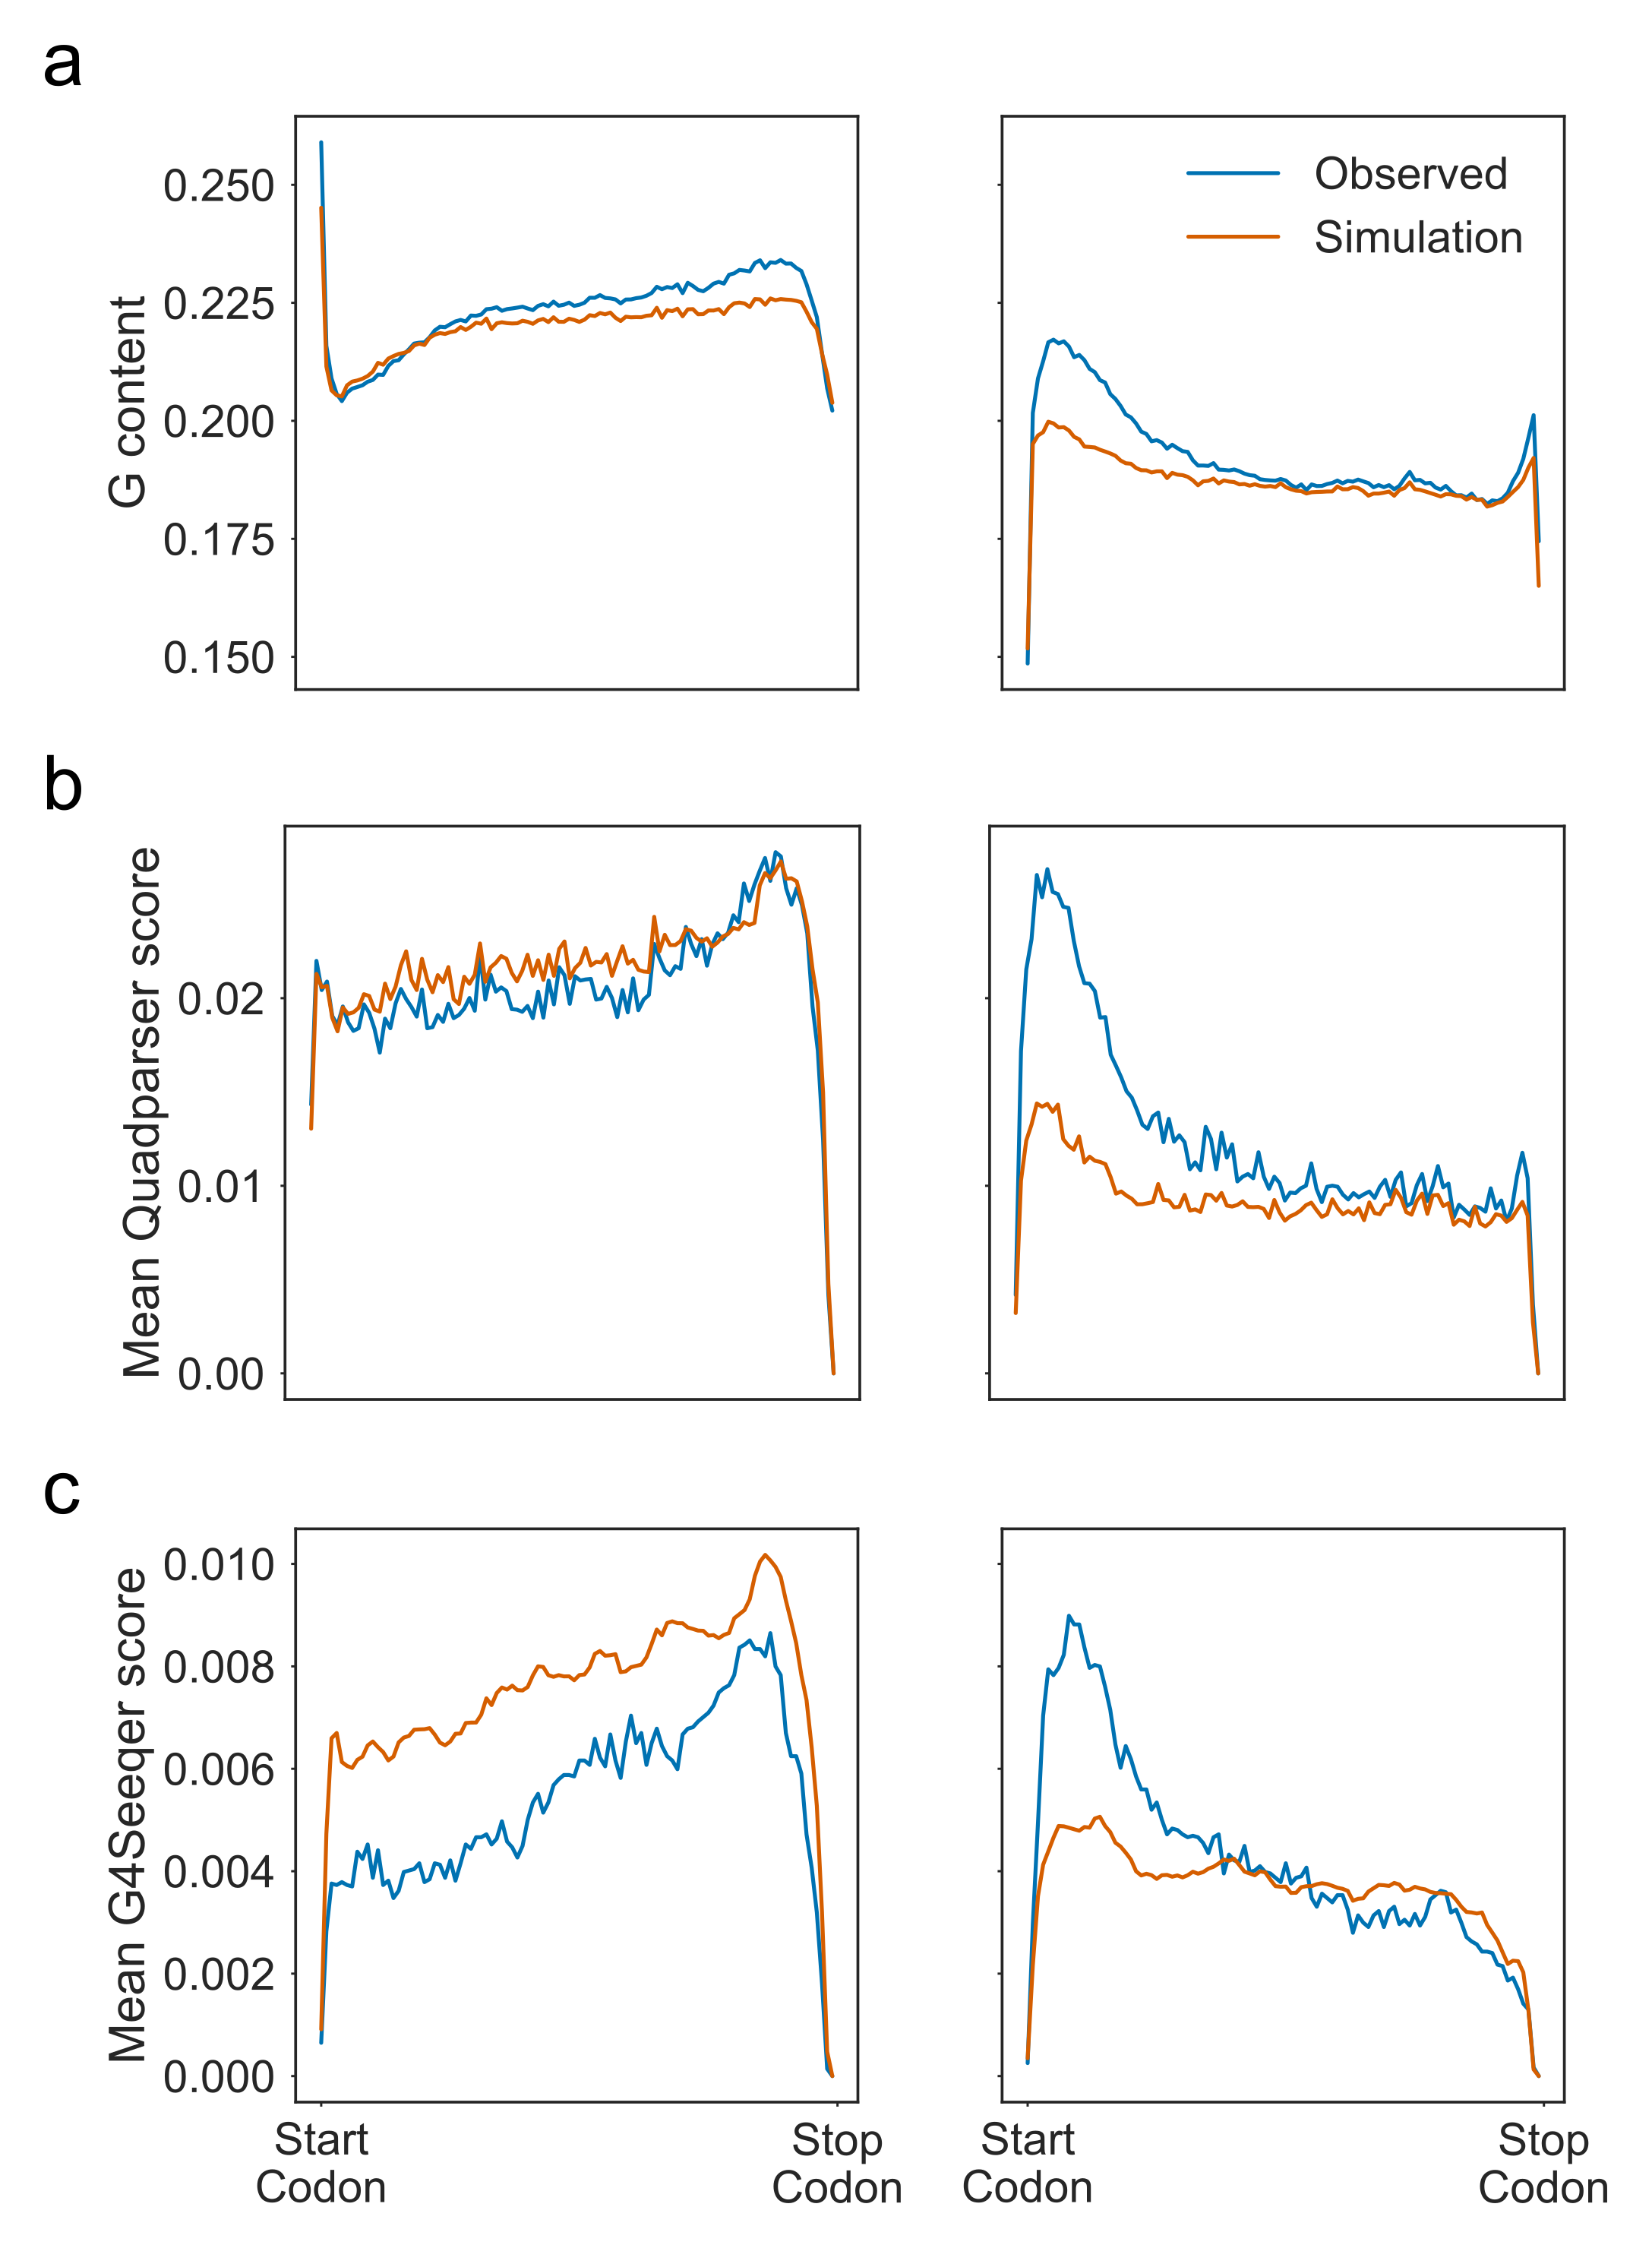 a
G content
0.250
0.225
0.200
0.175
0.150
Observed
Simulation
b
Mean Quadparser score
0.02
0.01
0.00
c
Mean G4Seeqer score
0.010
0.008
0.006
0.004
0.002
0.000
Start
Codon
Stop
Codon
Start
Codon
Stop
Codon